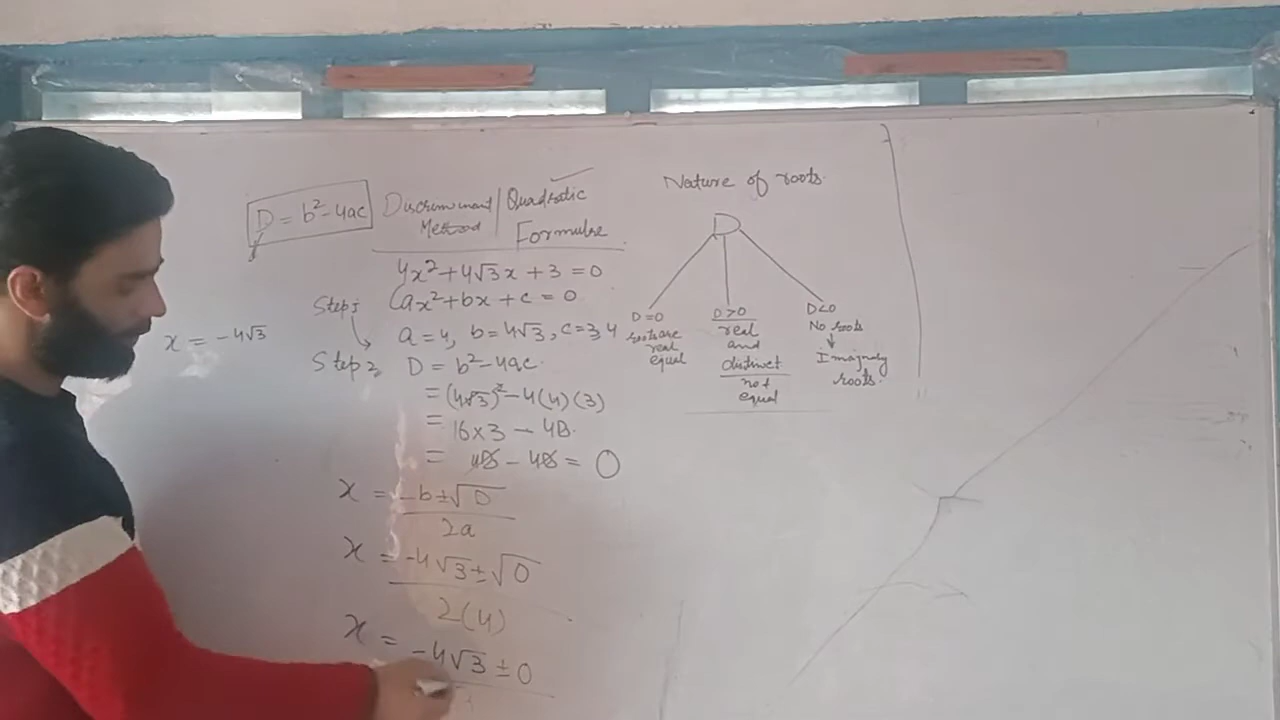 D = b²-4ac
Discriminant Method | Quadratic Formulae
4x²+4√3x + 3 = 0
(ax²+bx + c = 0
Step 1
a = 4, b = 4√3, c = 3
Step 2
D = b²-4ac
= (4√3)² - 4(4)(3)
= 16×3 - 48.
= 48 - 48 = 0
x = -b±√D
2a
x = -4√3 ± √0
2(4)
x = -4√3 ± 0
x = -4√3
Nature of roots.
D
D=0
roots are
real
equal
D>0
real
and
distinct
not
equal
D<0
No roots
roots.